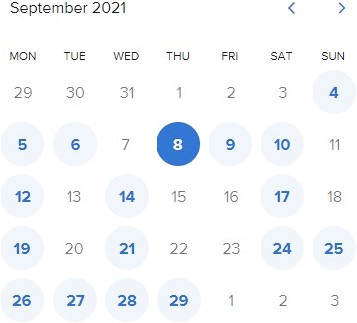 September 2021
MON TUE WED THU FRI SAT SUN
29 30 31 1 2 3 4
5 6 7 8 9 10 11
12 13 14 15 16 17 18
19 20 21 22 23 24 25
26 27 28 29 1 2 3